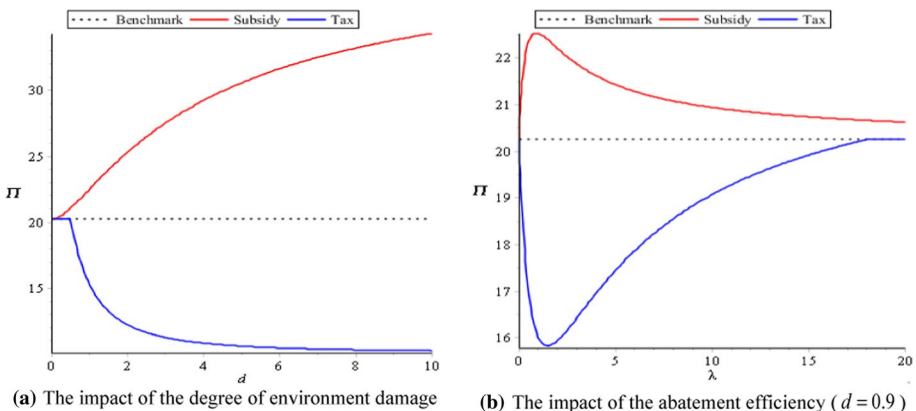 Benchmark Subsidy Tax
30
25
Π
20
15
0 2 4 6 8 10
d
(a) The impact of the degree of environment damage
Benchmark Subsidy Tax
22
21
20
Π
19
18
17
16
0 5 10 15 20
λ
(b) The impact of the abatement efficiency ( d = 0.9 )